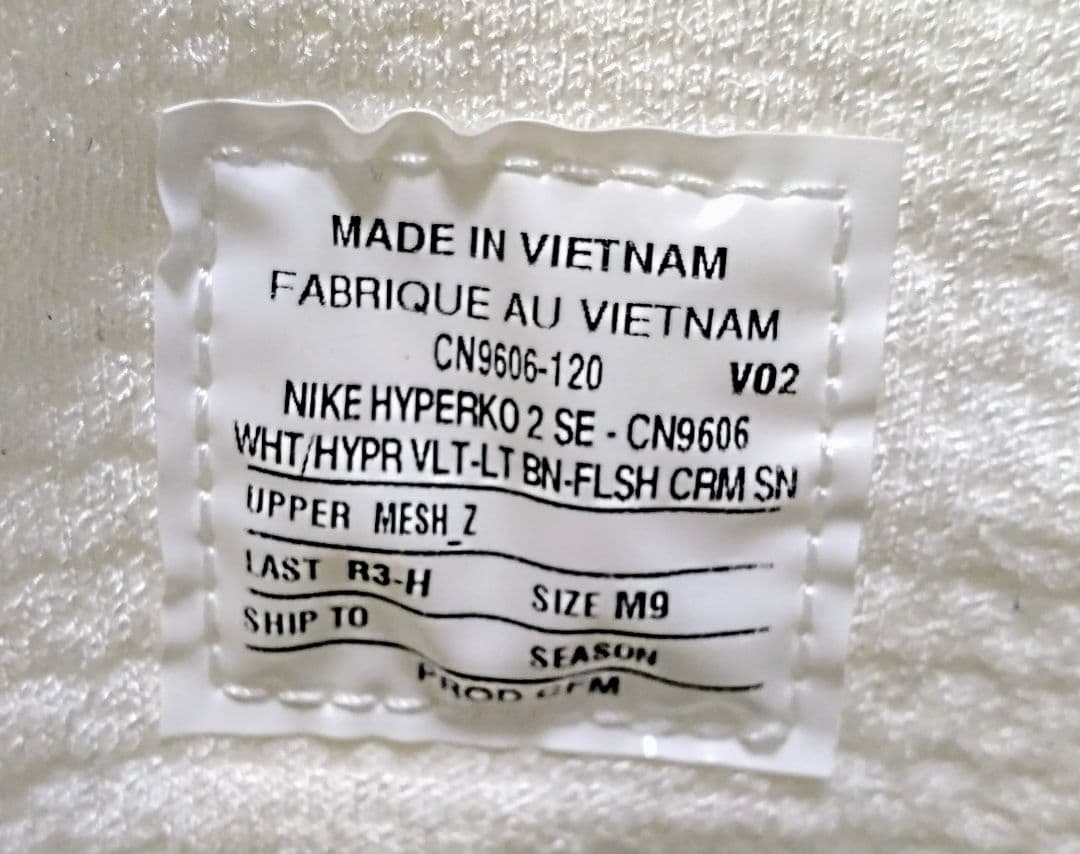 MADE IN VIETNAM
FABRIQUE AU VIETNAM
CN9606-120 V02
NIKE HYPERKO 2 SE - CN9606
WHT/HYPR VLT-LT BN-FLSH CRM SN
UPPER MESH_Z
LAST R3-H SIZE M9
SHIP TO SEASON
PROD